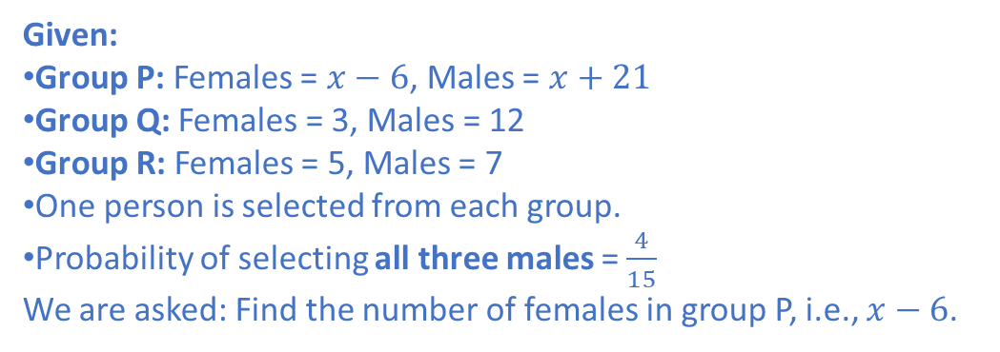 Given:
•Group P: Females = x − 6, Males = x + 21
•Group Q: Females = 3, Males = 12
•Group R: Females = 5, Males = 7
•One person is selected from each group.
•Probability of selecting all three males = 4/15
We are asked: Find the number of females in group P, i.e., x − 6.